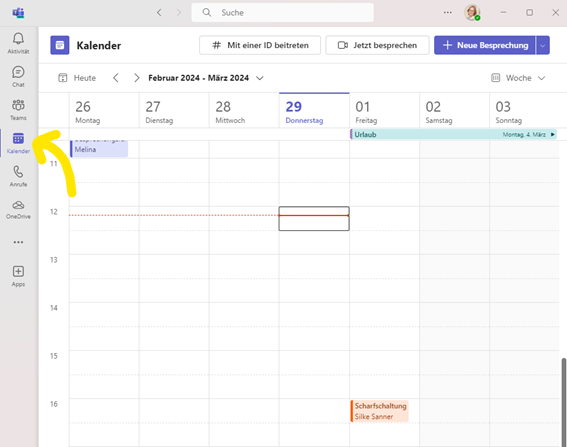 Suche
Aktivität
Chat
Teams
Kalender
Anrufe
OneDrive
Apps
Kalender
Mit einer ID beitreten
Jetzt besprechen
Neue Besprechung
Heute
Februar 2024 - März 2024
Woche
26
Montag
27
Dienstag
28
Mittwoch
29
Donnerstag
01
Freitag
02
Samstag
03
Sonntag
Urlaub
Montag, 4. März
Melina
11
12
13
14
15
16
Scharfschaltung
Silke Sanner